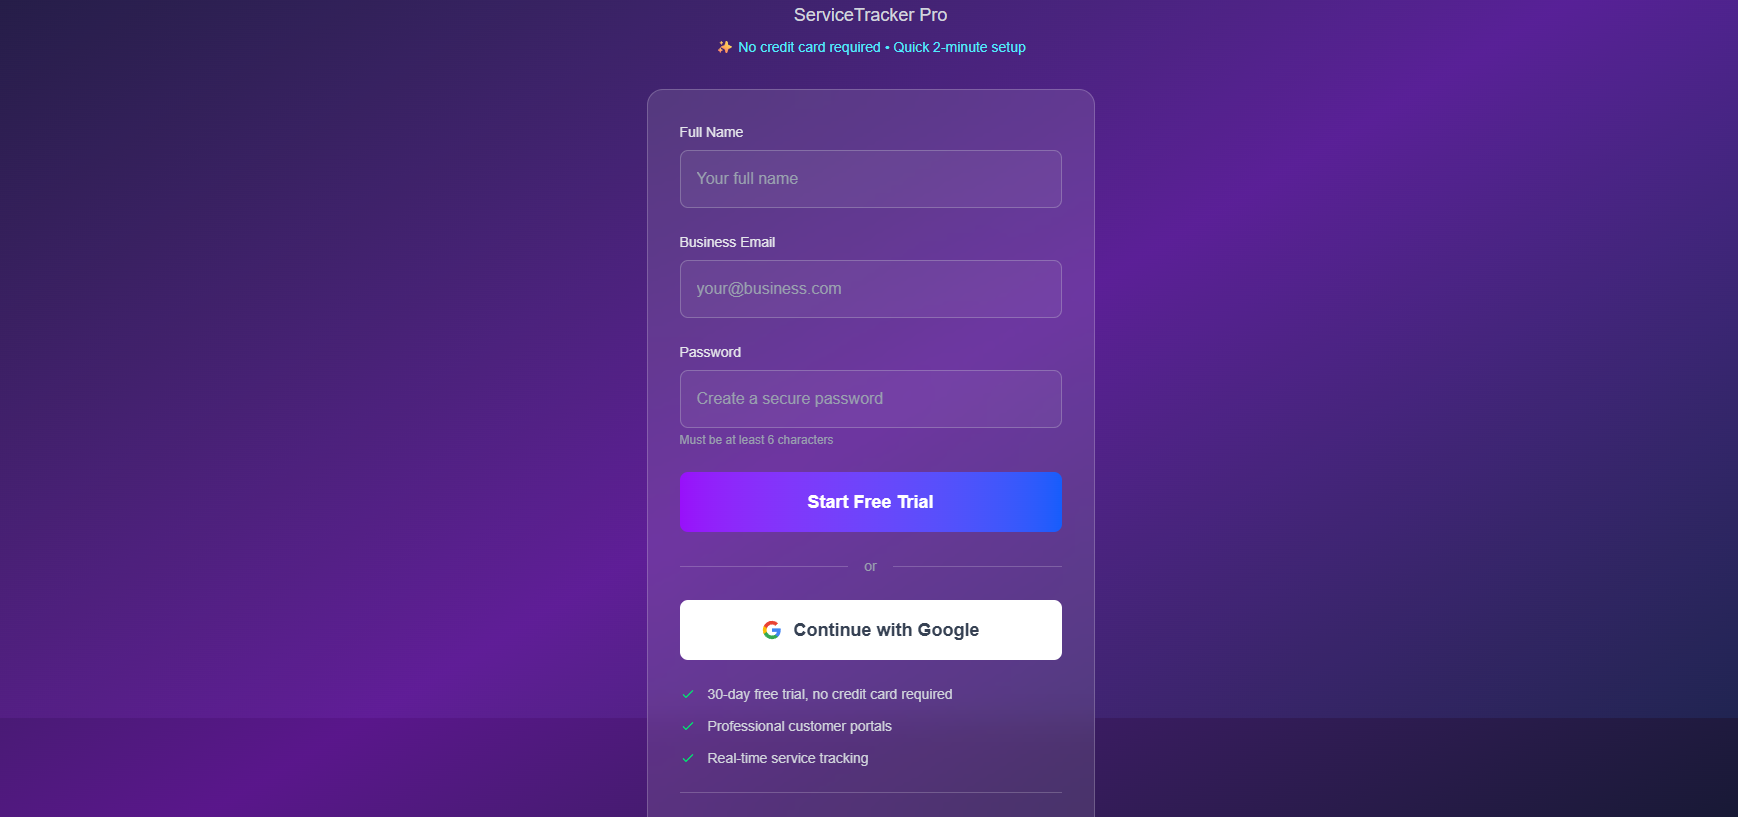 ServiceTracker Pro
✨ No credit card required • Quick 2-minute setup
Full Name
Your full name
Business Email
your@business.com
Password
Create a secure password
Must be at least 6 characters
Start Free Trial
or
Continue with Google
30-day free trial, no credit card required
Professional customer portals
Real-time service tracking